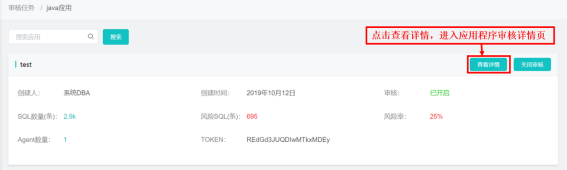 审核任务 / java应用
搜索应用 搜索
点击查看详情，进入应用程序审核详情页
test 查看详情 关闭审核
创建人： 系统DBA 创建时间： 2019年10月12日 审核： 已开启
SQL数量(条)： 2.9k 风险SQL(条)： 695 风险率： 25%
Agent数量： 1 TOKEN： REdGd3JUQDIwMTkxMDEy